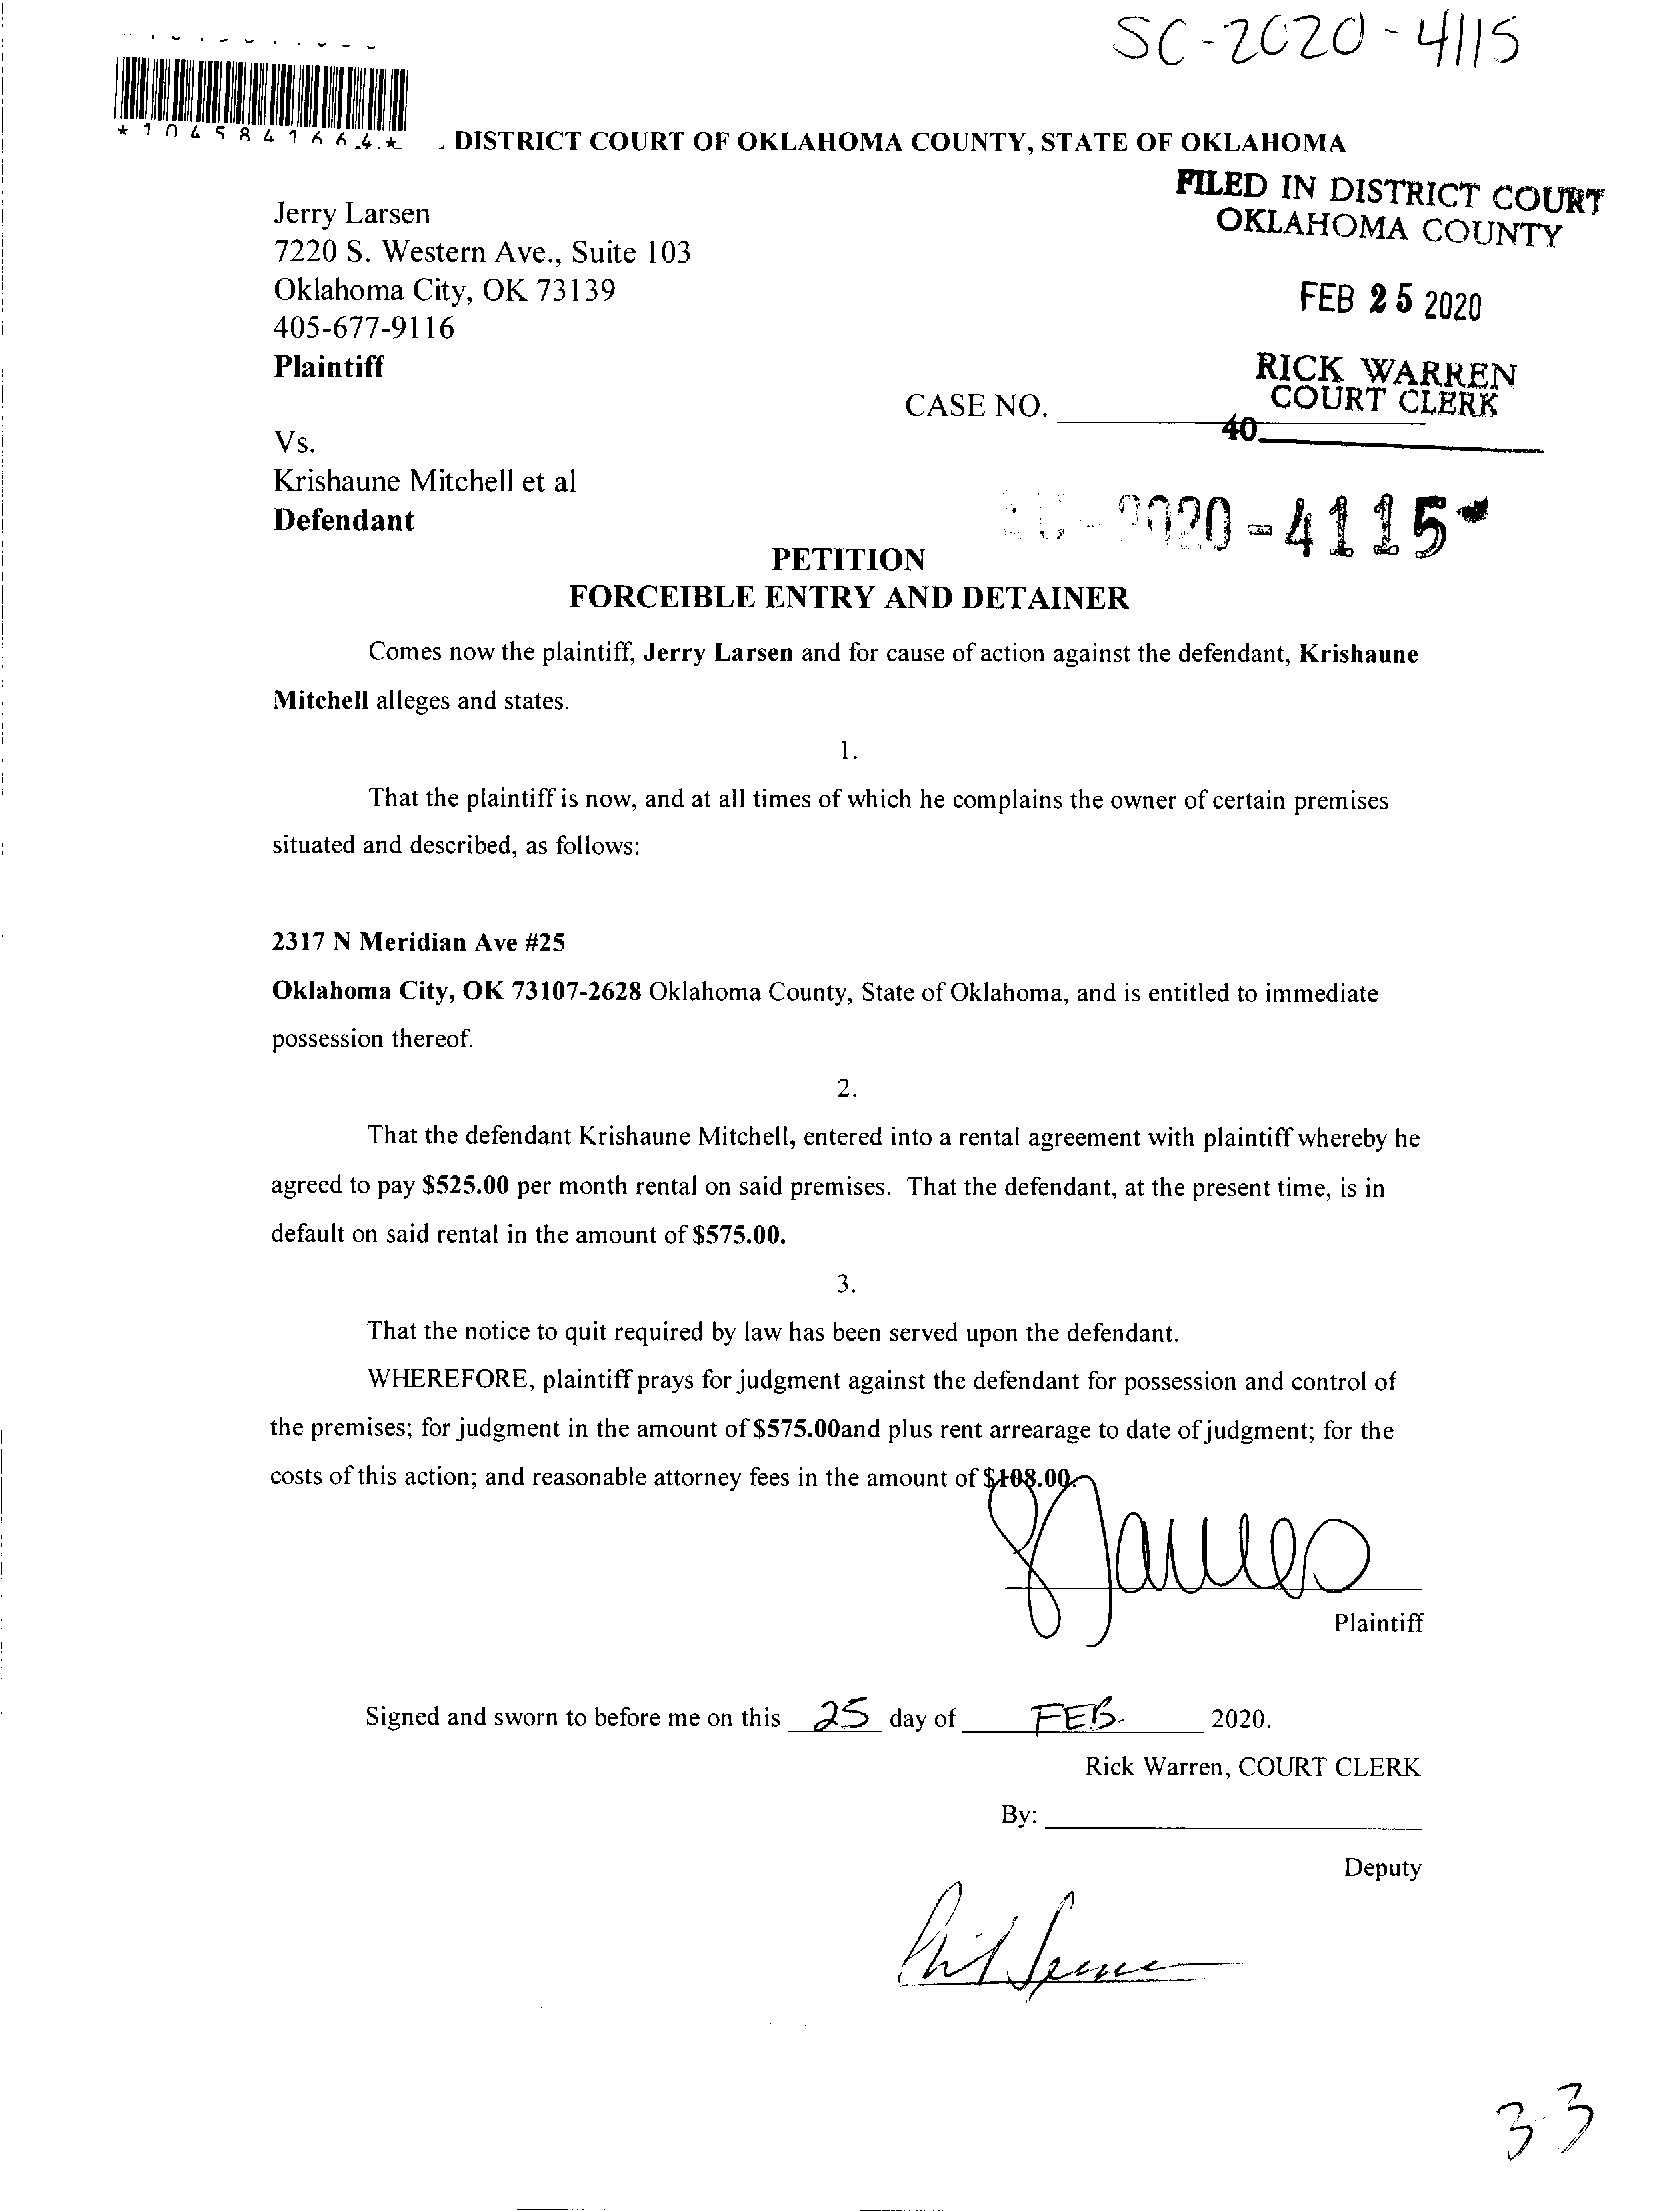 SC-2020-4115
*1045841664*
DISTRICT COURT OF OKLAHOMA COUNTY, STATE OF OKLAHOMA
FILED IN DISTRICT COURT
OKLAHOMA COUNTY
Jerry Larsen
7220 S. Western Ave., Suite 103
Oklahoma City, OK 73139
FEB 25 2020
405-677-9116
Plaintiff
RICK WARREN
COURT CLERK
CASE NO.
40
Vs.
Krishaune Mitchell et al
Defendant
2020-4115
PETITION
FORCEIBLE ENTRY AND DETAINER
Comes now the plaintiff, Jerry Larsen and for cause of action against the defendant, Krishaune
Mitchell alleges and states.
1.
That the plaintiff is now, and at all times of which he complains the owner of certain premises
situated and described, as follows:
2317 N Meridian Ave #25
Oklahoma City, OK 73107-2628 Oklahoma County, State of Oklahoma, and is entitled to immediate
possession thereof.
2.
That the defendant Krishaune Mitchell, entered into a rental agreement with plaintiff whereby he
agreed to pay $525.00 per month rental on said premises. That the defendant, at the present time, is in
default on said rental in the amount of $575.00.
3.
That the notice to quit required by law has been served upon the defendant.
WHEREFORE, plaintiff prays for judgment against the defendant for possession and control of
the premises; for judgment in the amount of $575.00and plus rent arrearage to date of judgment; for the
costs of this action; and reasonable attorney fees in the amount of $108.00.
Plaintiff
Signed and sworn to before me on this 25 day of FEB. 2020.
Rick Warren, COURT CLERK
By:
Deputy
33